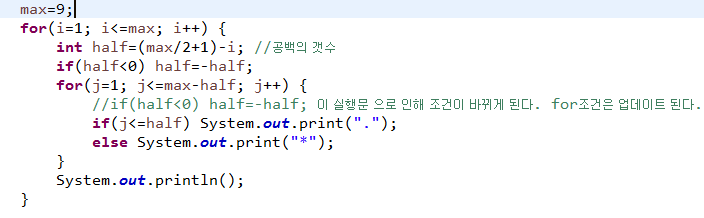 max=9;
for(i=1; i<=max; i++) {
    int half=(max/2+1)-i; //공백의 갯수
    if(half<0) half=-half;
    for(j=1; j<=max-half; j++) {
        //if(half<0) half=-half; 이 실행문 으로 인해 조건이 바뀌게 된다. for조건은 업데이트 된다.
        if(j<=half) System.out.print(".");
        else System.out.print("*");
    }
    System.out.println();
}